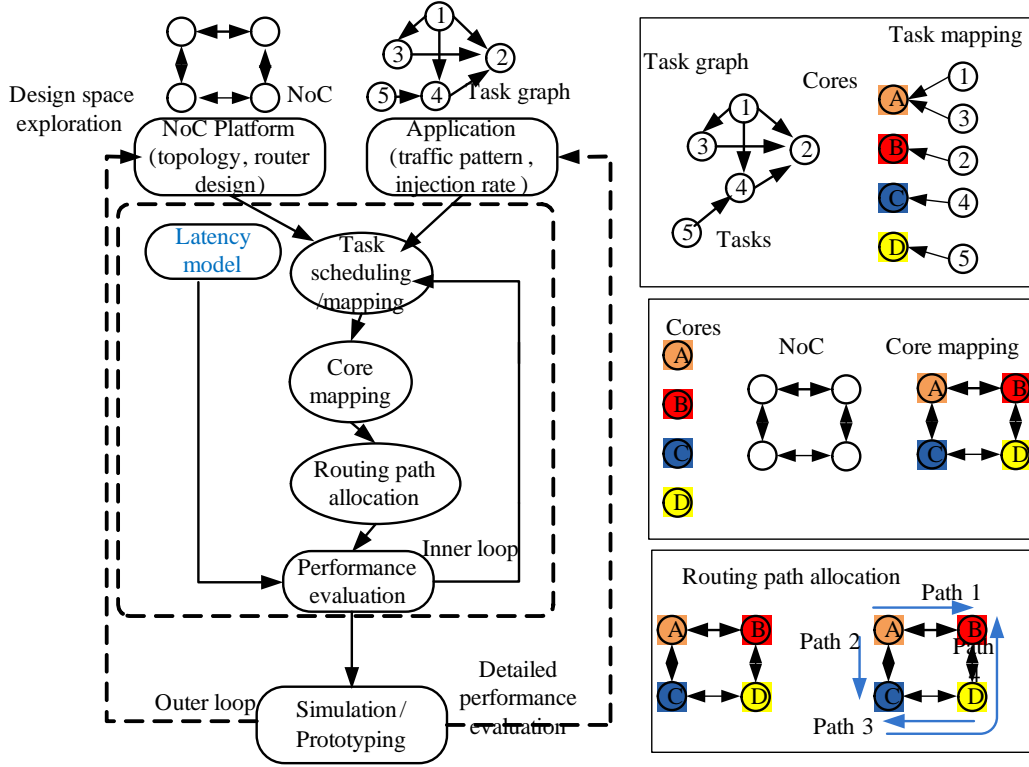 1
3
2
5
4
NoC
Task graph
Design space
exploration
NoC Platform
(topology, router
design)
Application
(traffic pattern ,
injection rate )
Latency
model
Task
scheduling
/mapping
Core
mapping
Routing path
allocation
Performance
evaluation
Inner loop
Outer loop
Simulation/
Prototyping
Detailed
performance
evaluation
Task mapping
Task graph
Cores
1
3
2
4
5
Tasks
A
B
C
D
1
3
2
4
5
Cores
NoC
Core mapping
A
B
C
D
A
B
C
D
Routing path allocation
Path 1
A
B
C
D
A
B
Path 2
Path
4
C
D
Path 3